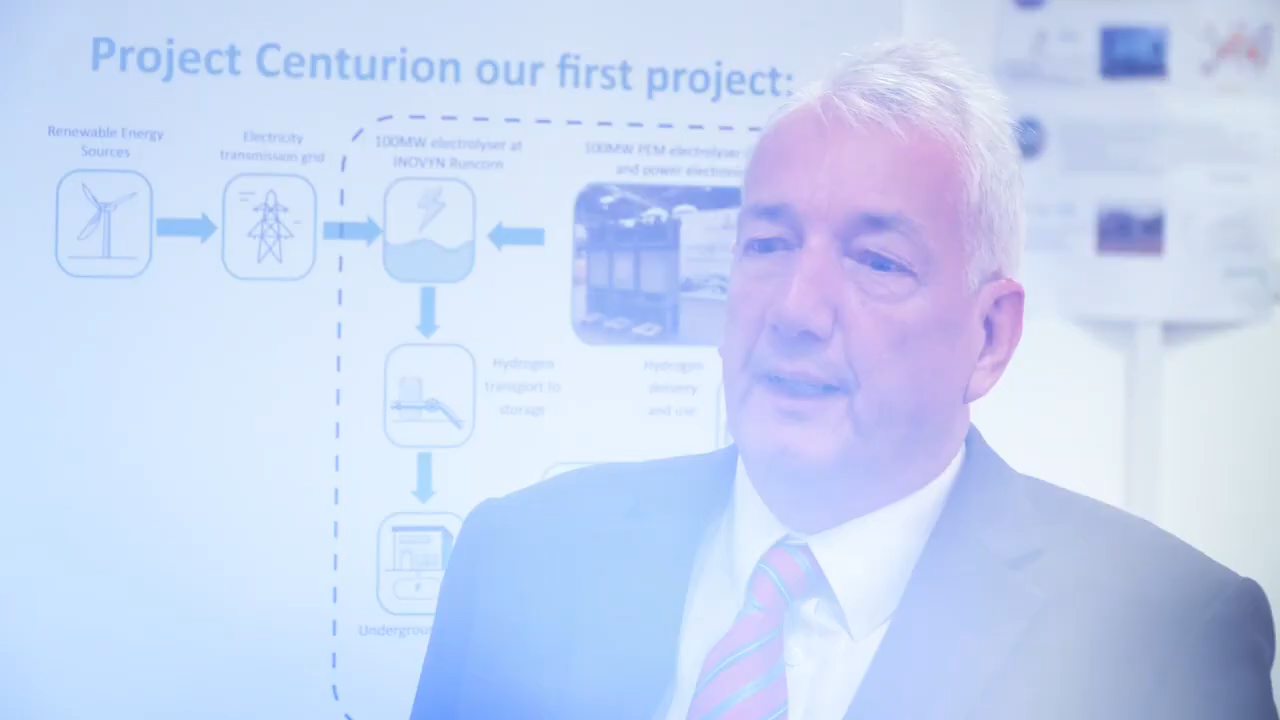 Project Centurion our first project:
Renewable Energy
Sources
Electricity
transmission grid
100MW electrolyser at
INOVYN Runcorn
100MW PEM electrolyser
and power electronics
Hydrogen
transport to
storage
Hydrogen
delivery
and use